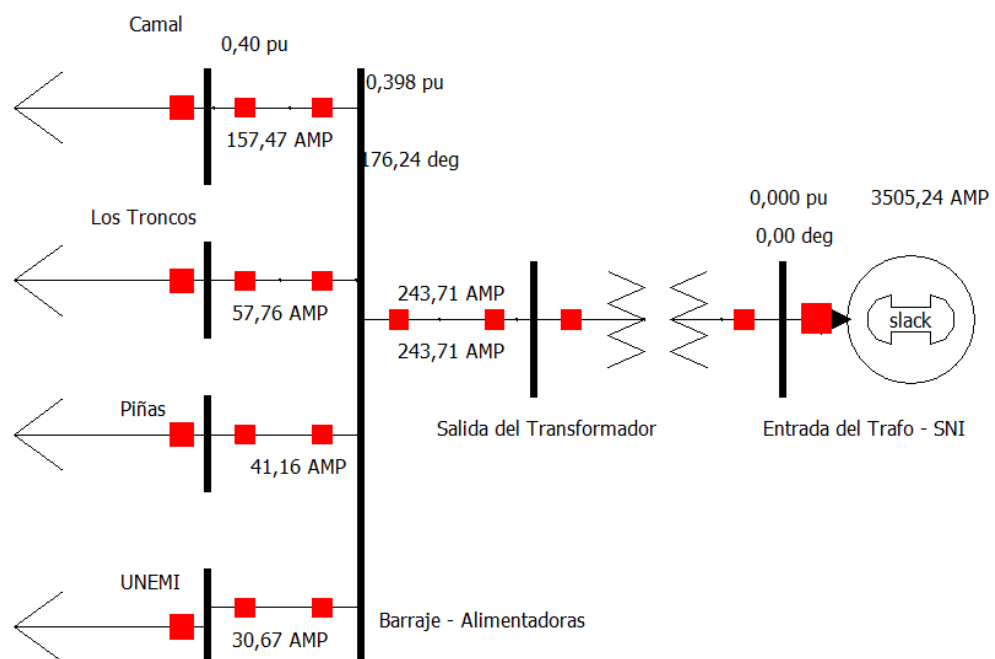 Camal
0,40 pu
0,398 pu
157,47 AMP
176,24 deg
Los Troncos
0,000 pu
3505,24 AMP
0,00 deg
243,71 AMP
57,76 AMP
slack
243,71 AMP
Piñas
Salida del Transformador
Entrada del Trafo - SNI
41,16 AMP
UNEMI
Barraje - Alimentadoras
30,67 AMP